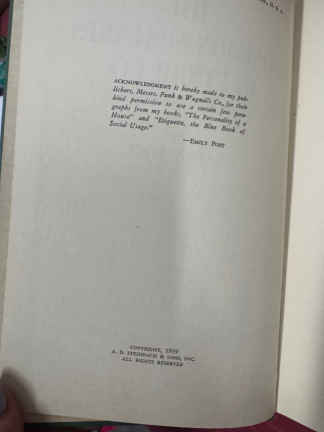 ACKNOWLEDGMENT is hereby made to my pub-
lishers, Messrs. Funk & Wagnalls Co., for their
kind permission to use a certain few para-
graphs from my books, "The Personality of a
House" and "Etiquette, the Blue Book of
Social Usage."
—EMILY POST
COPYRIGHT, 1939
A. D. STEINBACH & SONS, INC.
ALL RIGHTS RESERVED